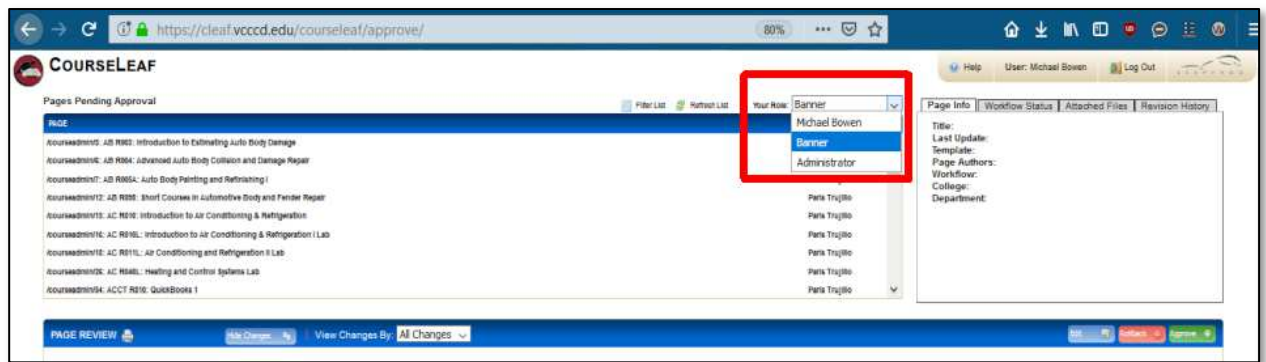 https://cleaf.vcccd.edu/courseleaf/approve/ 80%
COURSELEAF Help User: Michael Bowen Log Out
Pages Pending Approval Filter List Refresh List Your Role: Banner
Page Info Workflow Status Attached Files Revision History
PAGE
Michael Bowen
Banner
Administrator
Title:
Last Update:
Template:
Page Authors:
Workflow:
College:
Department:
/courseadmin/5: AB R003: Introduction to Estimating Auto Body Damage
/courseadmin/6: AB R004: Advanced Auto Body Collision and Damage Repair
/courseadmin/7: AB R005A: Auto Body Painting and Refinishing I
/courseadmin/12: AB R098: Short Courses in Automotive Body and Fender Repair Paris Trujillo
/courseadmin/15: AC R010: Introduction to Air Conditioning & Refrigeration Paris Trujillo
/courseadmin/16: AC R010L: Introduction to Air Conditioning & Refrigeration I Lab Paris Trujillo
/courseadmin/18: AC R011L: Air Conditioning and Refrigeration II Lab Paris Trujillo
/courseadmin/26: AC R040L: Heating and Control Systems Lab Paris Trujillo
/courseadmin/54: ACCT R010: QuickBooks 1 Paris Trujillo
PAGE REVIEW Hide Changes View Changes By: All Changes Edit Rollback Approve